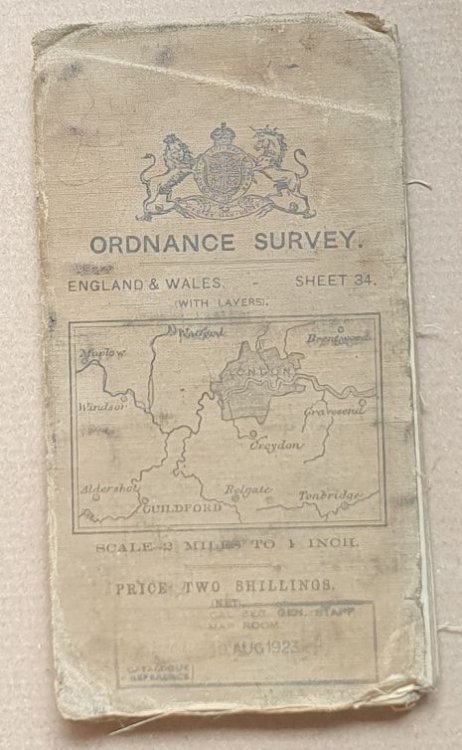 ORDNANCE SURVEY.
ENGLAND & WALES. - SHEET 34.
(WITH LAYERS).
Watford
Brentwood
Marlow
LONDON
Windsor
Gravesend
Croydon
Aldershot
Reigate
Tonbridge
GUILDFORD
SCALE-2 MILES TO 1 INCH.
PRICE TWO SHILLINGS.
(NET)
GEN. STAFF
MAP ROOM
AUG 1923
CATALOGUE
REFERENCE